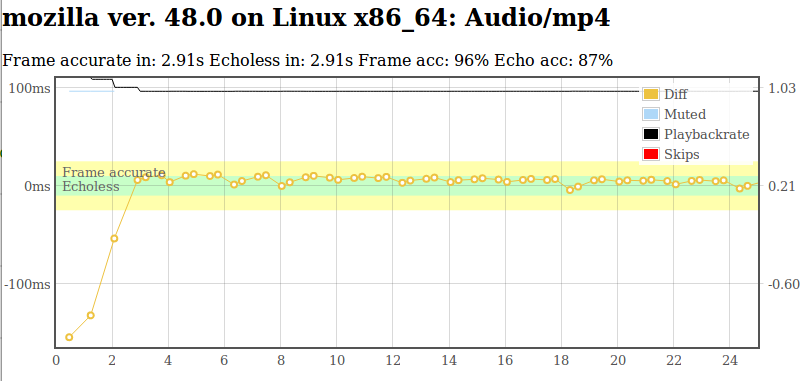 mozilla ver. 48.0 on Linux x86_64: Audio/mp4
Frame accurate in: 2.91s Echoless in: 2.91s Frame acc: 96% Echo acc: 87%
100ms
1.03
Diff
Muted
Playbackrate
Skips
Frame accurate
0ms
Echoless
0.21
-100ms
-0.60
0 2 4 6 8 10 12 14 16 18 20 22 24